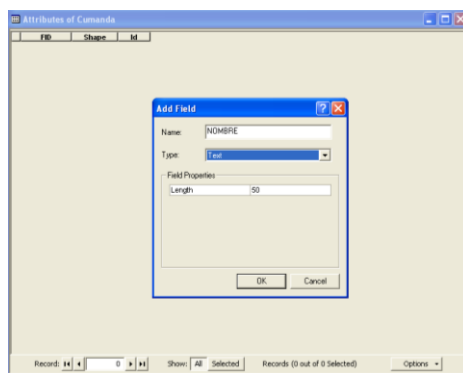 Attributes of Cumanda
FID Shape Id
Add Field
Name: NOMBRE
Type: Text
Field Properties
Length 50
OK Cancel
Record: 0 Show: All Selected Records (0 out of 0 Selected) Options